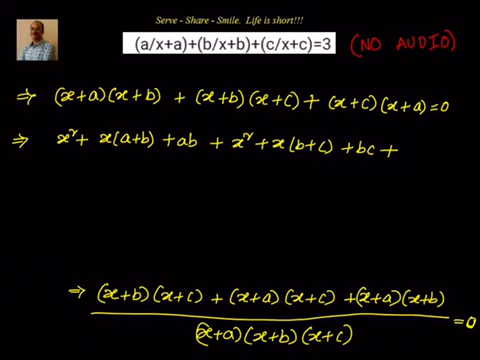 Serve - Share - Smile. Life is short!!!
(a/x+a)+(b/x+b)+(c/x+c)=3 (NO AUDIO)
⇒ (x+a)(x+b) + (x+b)(x+c) + (x+c)(x+a)=0
⇒ x² + x(a+b) + ab + x² + x(b+c) + bc +
⇒ (x+b)(x+c) + (x+a)(x+c) + (x+a)(x+b)
(x+a)(x+b)(x+c) =0